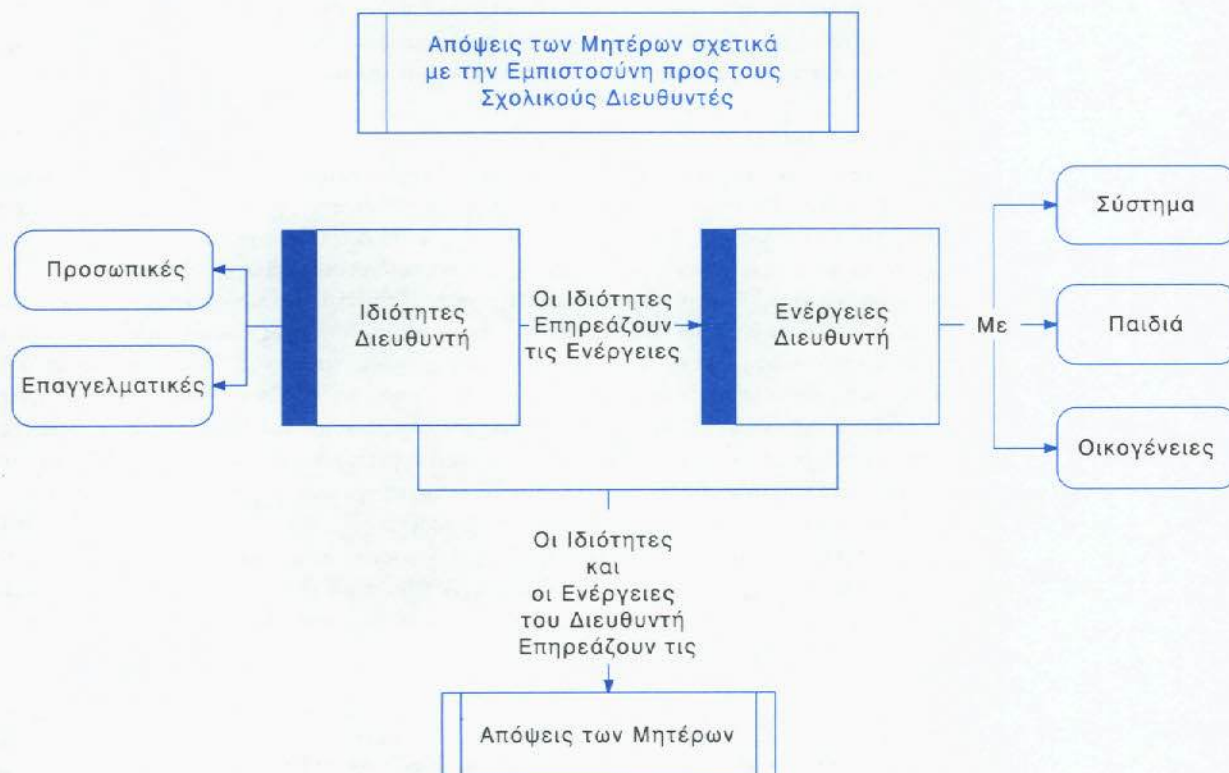 Απόψεις των Μητέρων σχετικά
με την Εμπιστοσύνη προς τους
Σχολικούς Διευθυντές
Προσωπικές
Επαγγελματικές
Ιδιότητες
Διευθυντή
Οι Ιδιότητες
Επηρεάζουν
τις Ενέργειες
Ενέργειες
Διευθυντή
Με
Σύστημα
Παιδιά
Οικογένειες
Οι Ιδιότητες
και
οι Ενέργειες
του Διευθυντή
Επηρεάζουν τις
Απόψεις των Μητέρων